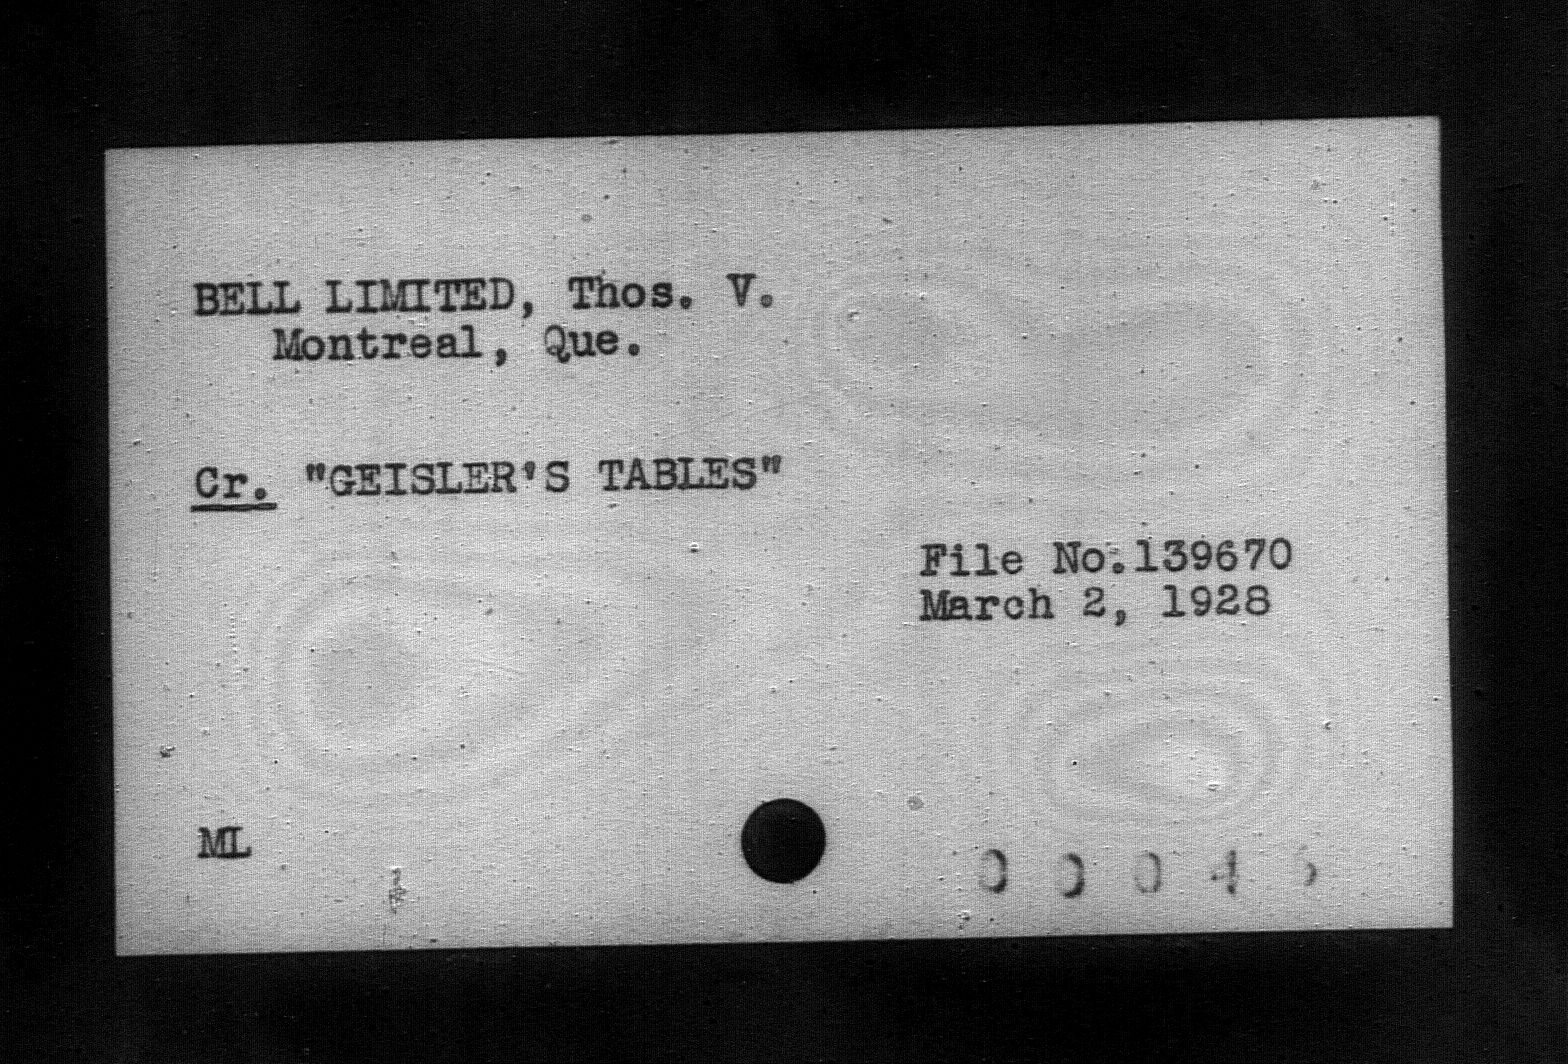 BELL LIMITED, Thos. V.
Montreal, Que.
Cr. "GEISLER'S TABLES"
File No.139670
March 2, 1928
ML